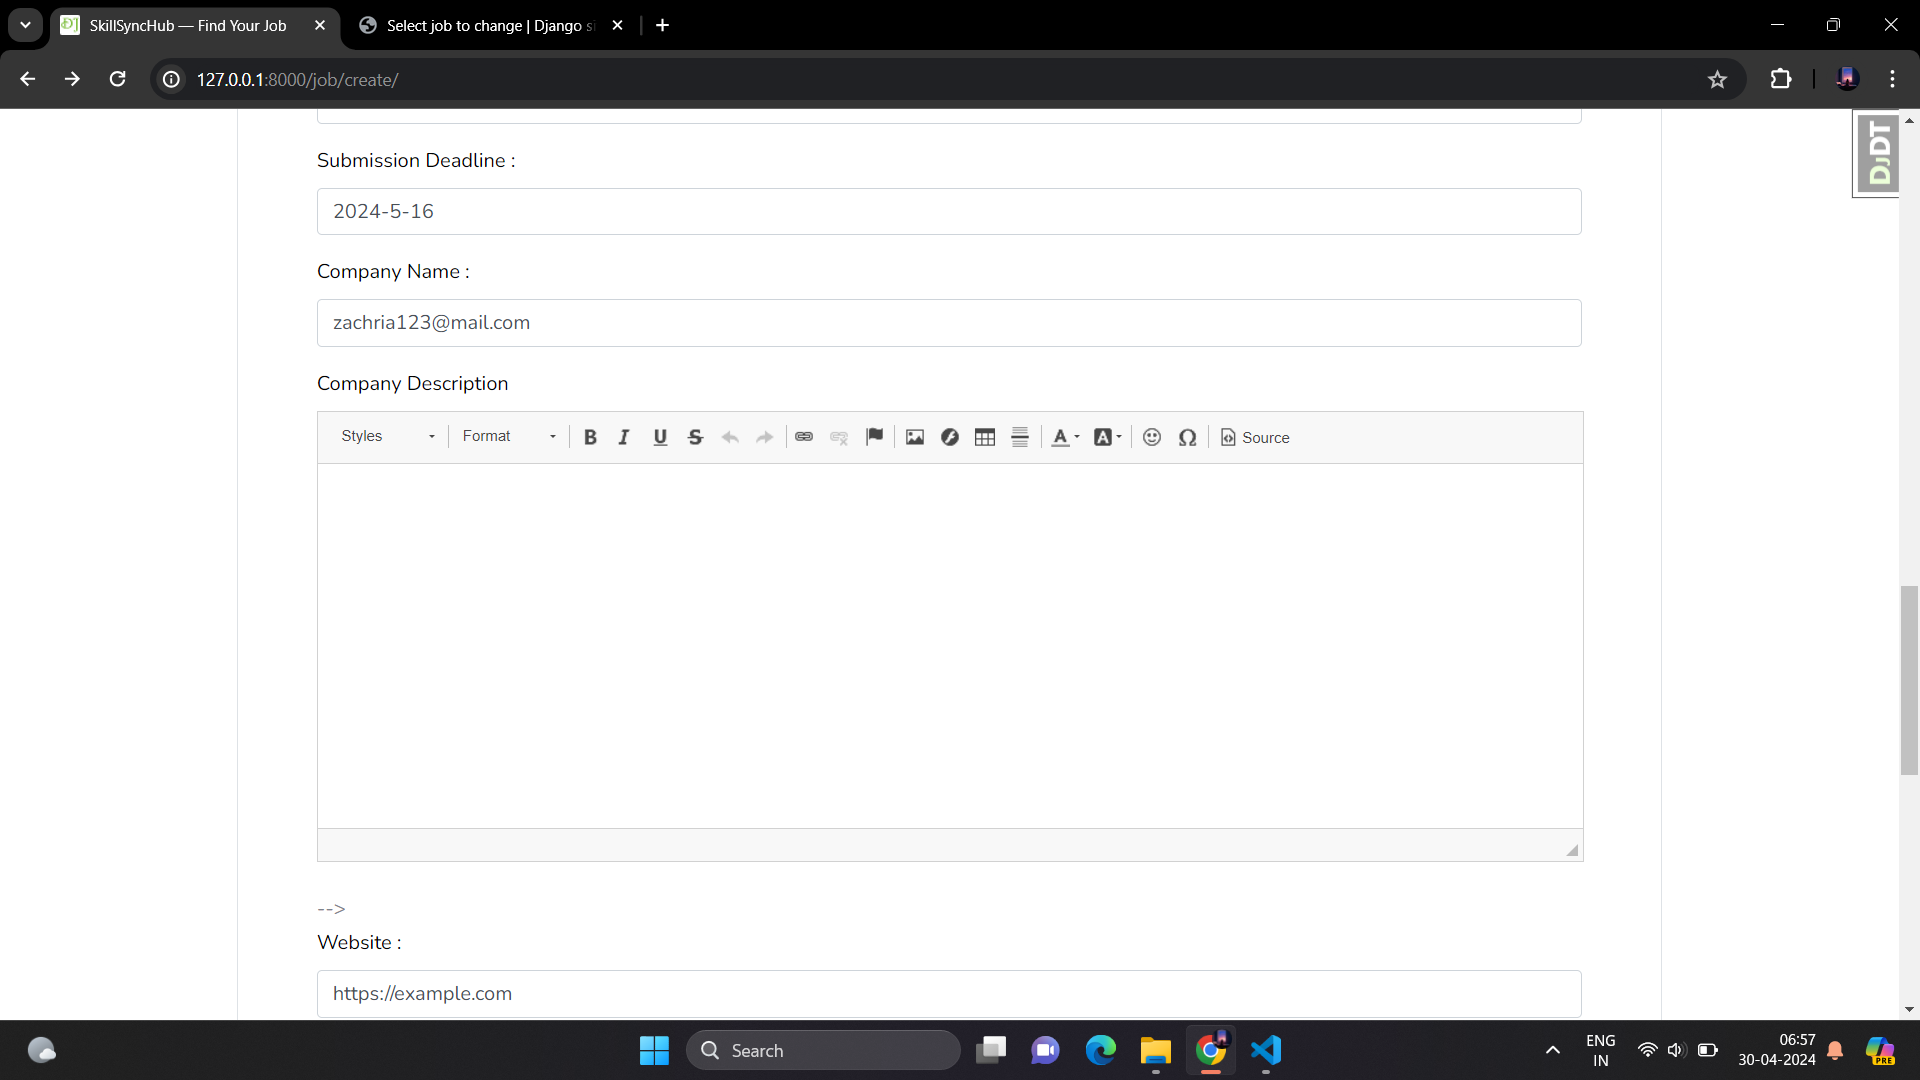 SkillSyncHub — Find Your Job
Select job to change | Django si
127.0.0.1:8000/job/create/
DJDT
Submission Deadline :
2024-5-16
Company Name :
zachria123@mail.com
Company Description
Styles Format B I U S A A Ω Source
-->
Website :
https://example.com
Search
ENG
IN
06:57
30-04-2024
PRE